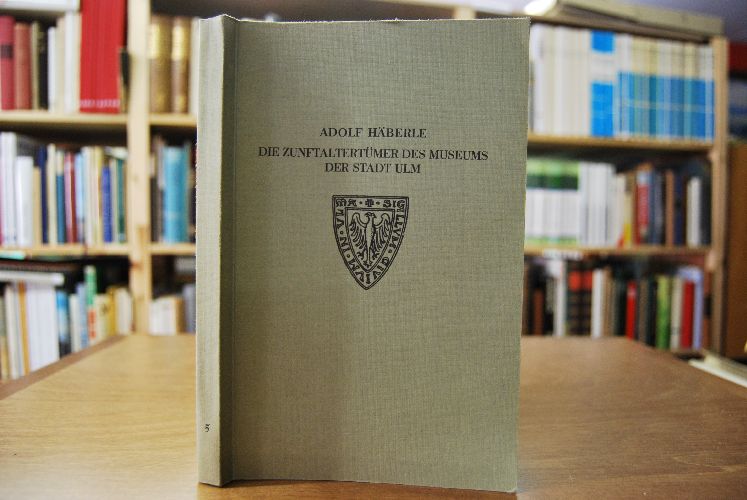 ADOLF HÄBERLE
DIE ZUNFTALTERTÜMER DES MUSEUMS
DER STADT ULM
5